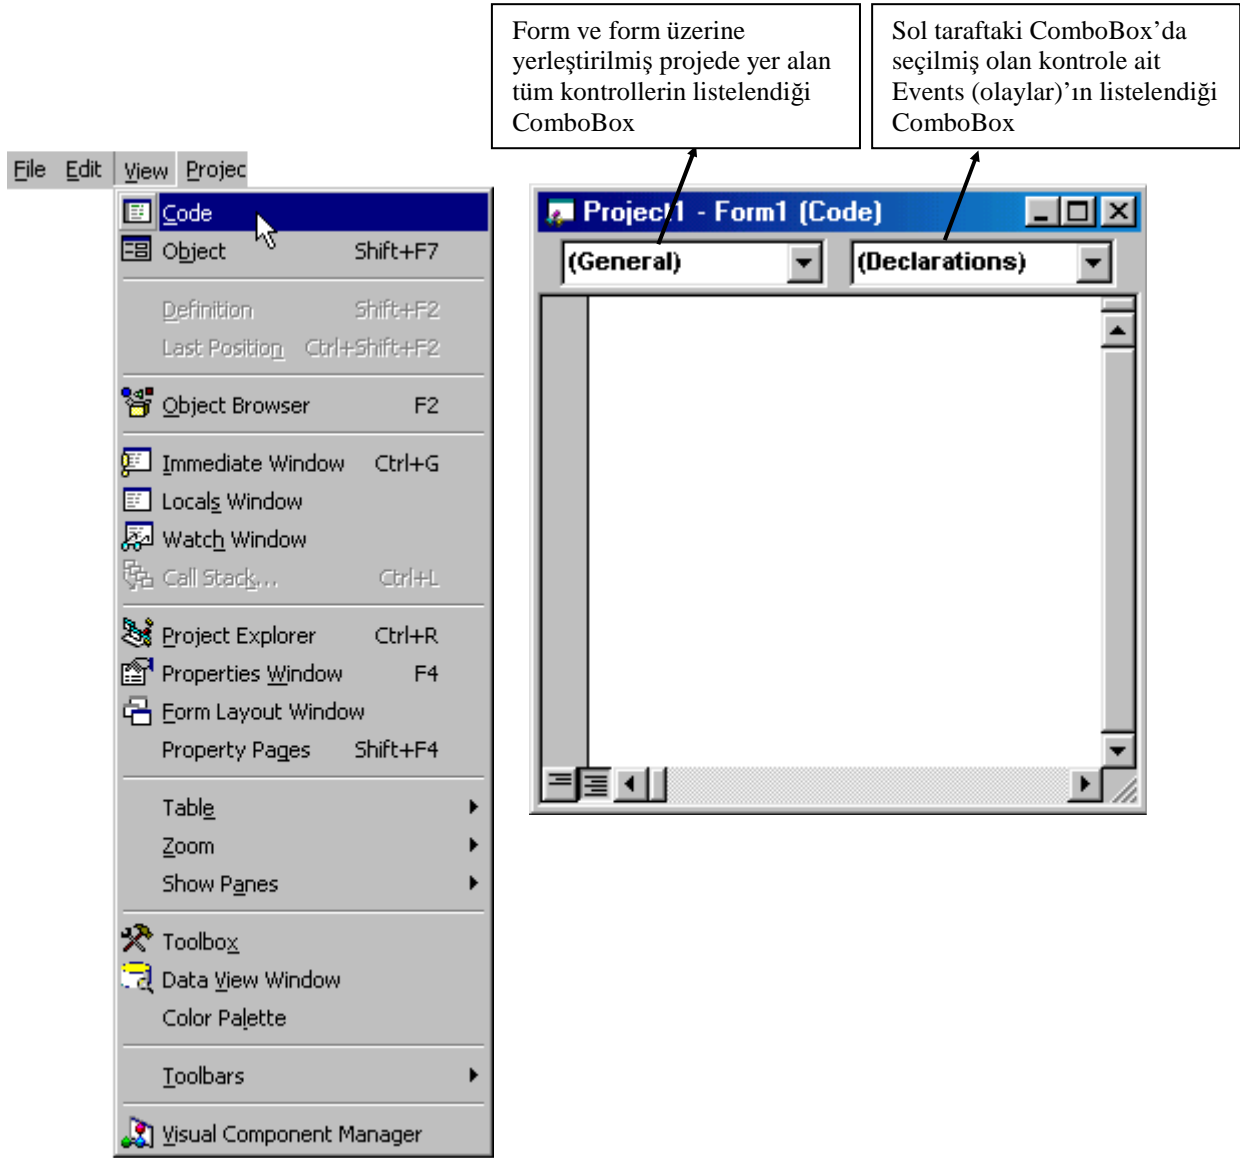 Form ve form üzerine
yerleştirilmiş projede yer alan
tüm kontrollerin listelendiği
ComboBox
Sol taraftaki ComboBox’da
seçilmiş olan kontrole ait
Events (olaylar)’ın listelendiği
ComboBox
File Edit View Projec
Code
Object Shift+F7
Definition Shift+F2
Last Position Ctrl+Shift+F2
Object Browser F2
Immediate Window Ctrl+G
Locals Window
Watch Window
Call Stack... Ctrl+L
Project Explorer Ctrl+R
Properties Window F4
Form Layout Window
Property Pages Shift+F4
Table
Zoom
Show Panes
Toolbox
Data View Window
Color Palette
Toolbars
Visual Component Manager
Project1 - Form1 (Code)
(General) (Declarations)